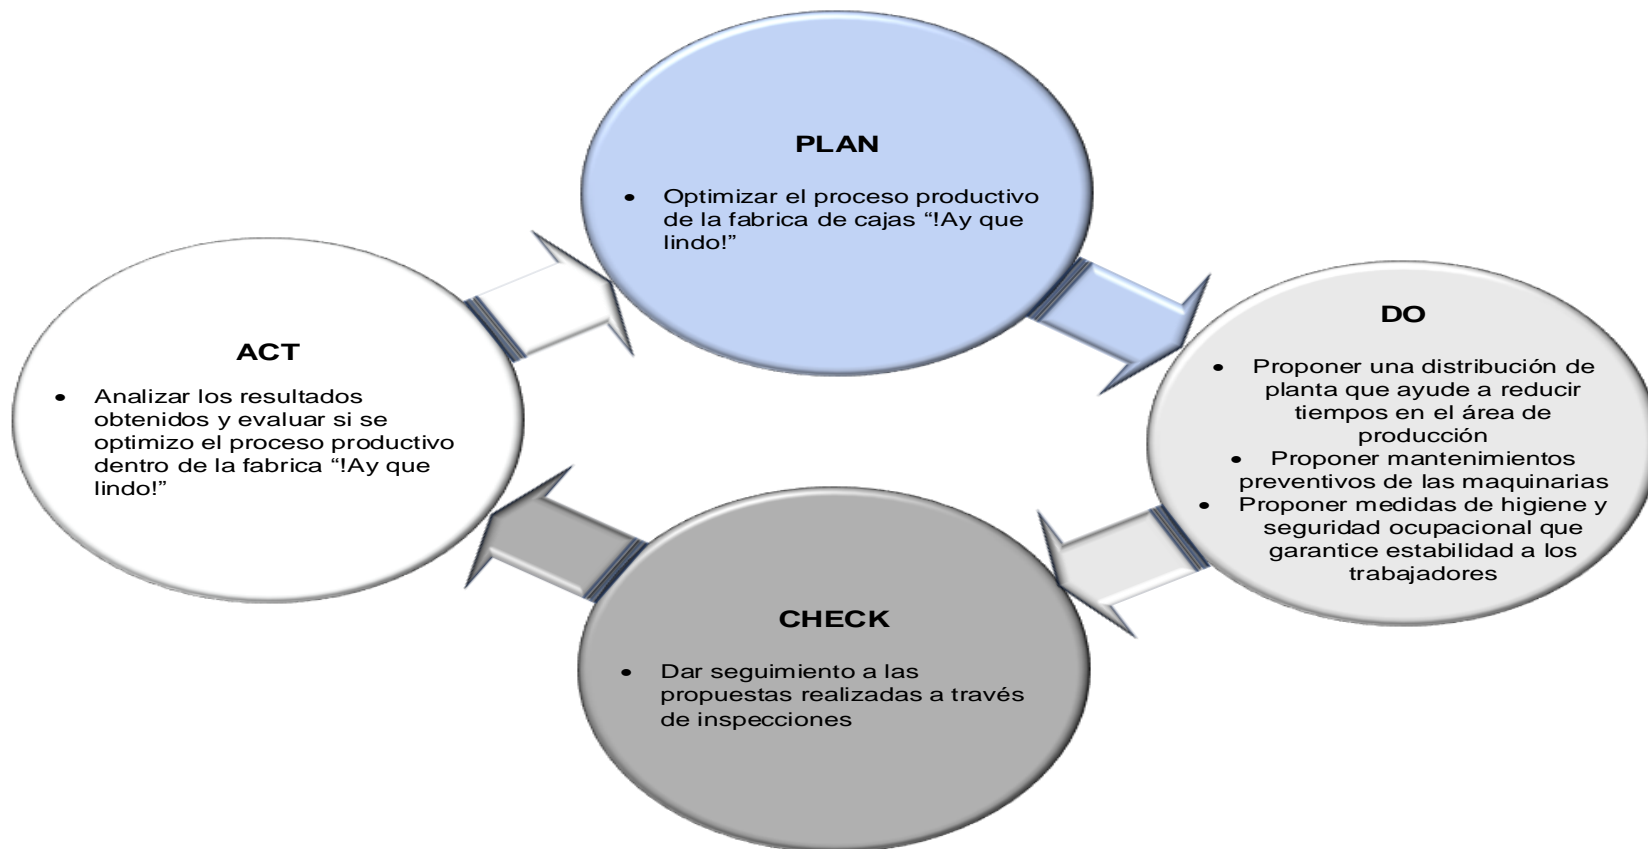 PLAN
• Optimizar el proceso productivo
de la fabrica de cajas “!Ay que
lindo!”
DO
• Proponer una distribución de
planta que ayude a reducir
tiempos en el área de
producción
• Proponer mantenimientos
preventivos de las maquinarias
• Proponer medidas de higiene y
seguridad ocupacional que
garantice estabilidad a los
trabajadores
CHECK
• Dar seguimiento a las
propuestas realizadas a través
de inspecciones
ACT
• Analizar los resultados
obtenidos y evaluar si se
optimizo el proceso productivo
dentro de la fabrica “!Ay que
lindo!”